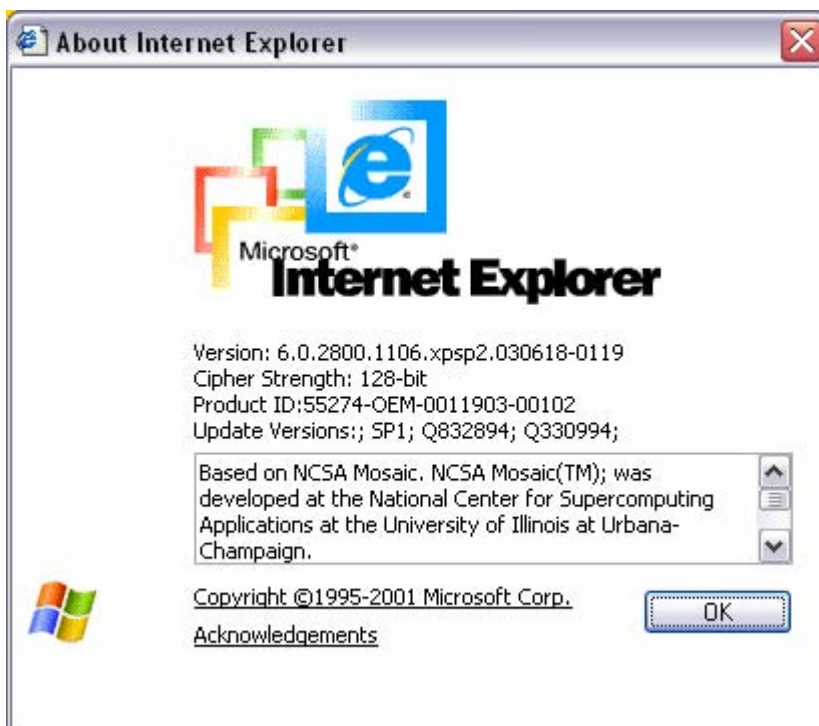 About Internet Explorer
Microsoft®
Internet Explorer
Version: 6.0.2800.1106.xpsp2.030618-0119
Cipher Strength: 128-bit
Product ID:55274-OEM-0011903-00102
Update Versions:; SP1; Q832894; Q330994;
Based on NCSA Mosaic. NCSA Mosaic(TM); was
developed at the National Center for Supercomputing
Applications at the University of Illinois at Urbana-
Champaign.
Copyright ©1995-2001 Microsoft Corp.
OK
Acknowledgements